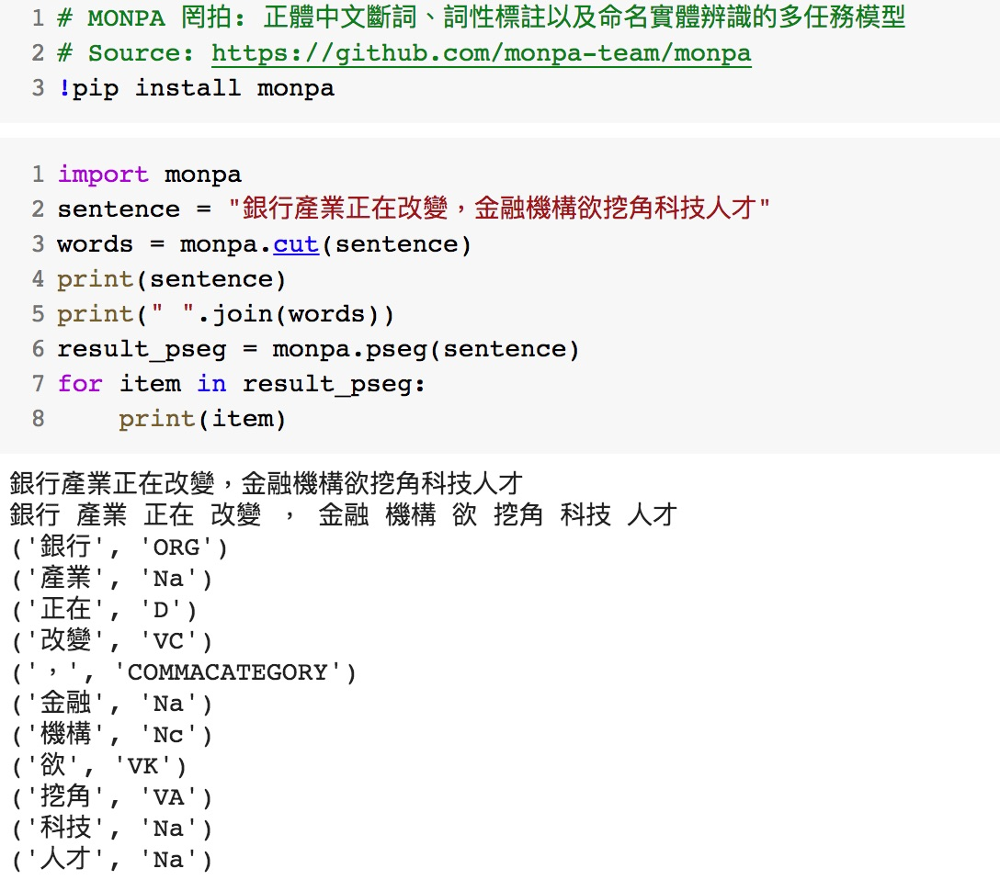 1 # MONPA 罔拍: 正體中文斷詞、詞性標註以及命名實體辨識的多任務模型
2 # Source: https://github.com/monpa-team/monpa
3 !pip install monpa
1 import monpa
2 sentence = "銀行產業正在改變，金融機構欲挖角科技人才"
3 words = monpa.cut(sentence)
4 print(sentence)
5 print(" ".join(words))
6 result_pseg = monpa.pseg(sentence)
7 for item in result_pseg:
8     print(item)
銀行產業正在改變，金融機構欲挖角科技人才
銀行 產業 正在 改變 ， 金融 機構 欲 挖角 科技 人才
('銀行', 'ORG')
('產業', 'Na')
('正在', 'D')
('改變', 'VC')
('，', 'COMMACATEGORY')
('金融', 'Na')
('機構', 'Nc')
('欲', 'VK')
('挖角', 'VA')
('科技', 'Na')
('人才', 'Na')